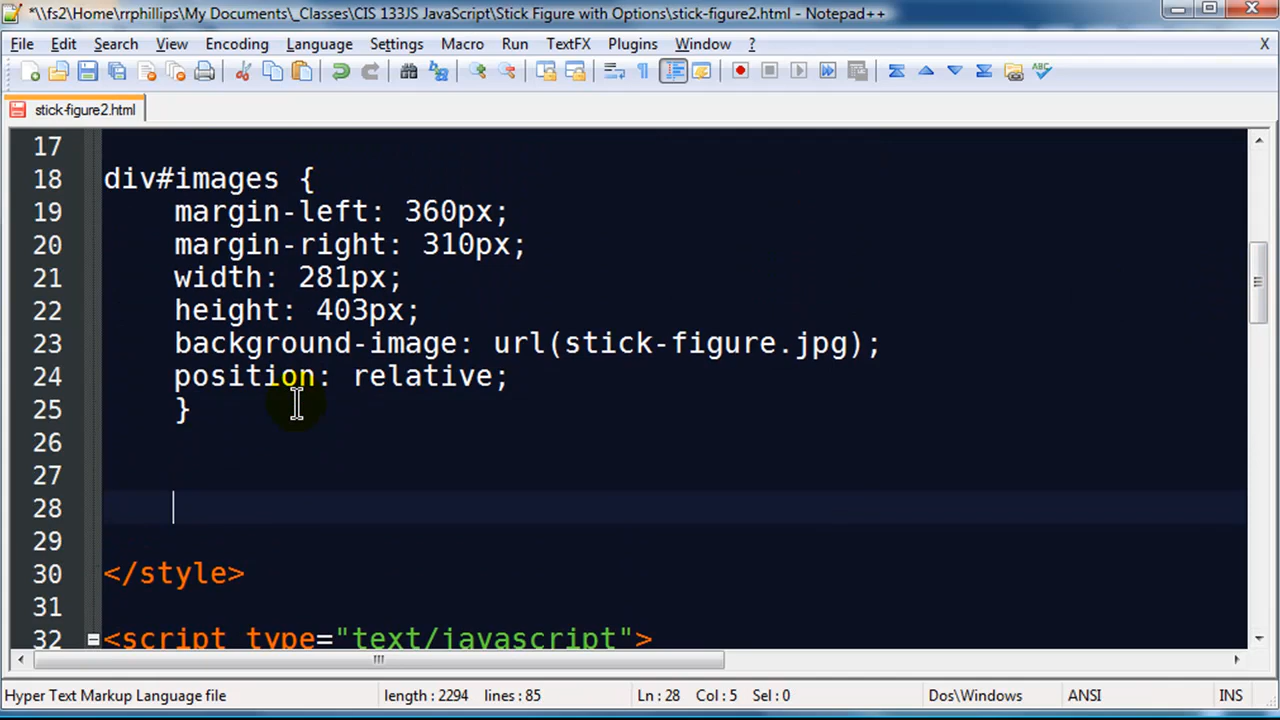 *\\fs2\Home\rrphillips\My Documents\_Classes\CIS 133JS JavaScript\Stick Figure with Options\stick-figure2.html - Notepad++
File Edit Search View Encoding Language Settings Macro Run TextFX Plugins Window ? X
stick-figure2.html
17
18 div#images {
19 margin-left: 360px;
20 margin-right: 310px;
21 width: 281px;
22 height: 403px;
23 background-image: url(stick-figure.jpg);
24 position: relative;
25 }
26
27
28
29
30 </style>
31
32 <script type="text/javascript">
Hyper Text Markup Language file length : 2294 lines : 85 Ln : 28 Col : 5 Sel : 0 Dos\Windows ANSI INS